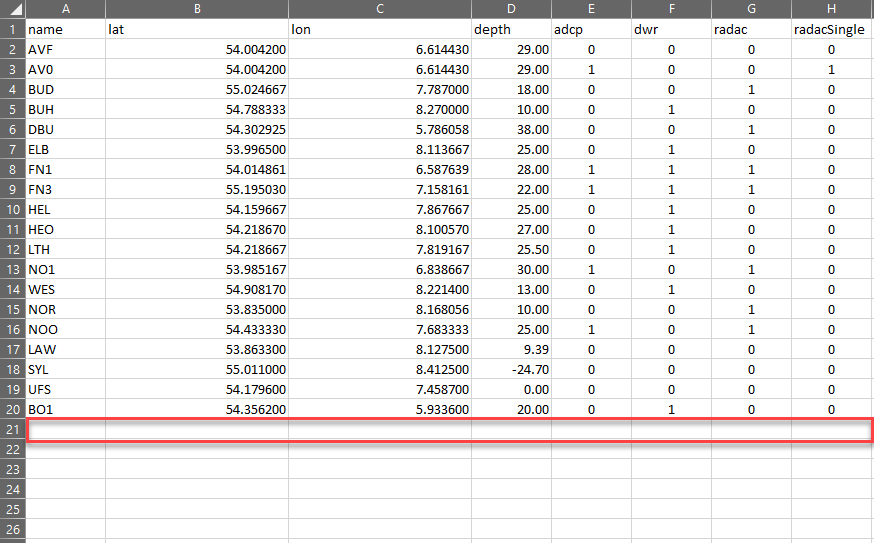 A B C D E F G H
1 name lat lon depth adcp dwr radac radacSingle
2 AVF 54.004200 6.614430 29.00 0 0 0 0
3 AV0 54.004200 6.614430 29.00 1 0 0 1
4 BUD 55.024667 7.787000 18.00 0 0 1 0
5 BUH 54.788333 8.270000 10.00 0 1 0 0
6 DBU 54.302925 5.786058 38.00 0 0 1 0
7 ELB 53.996500 8.113667 25.00 0 1 0 0
8 FN1 54.014861 6.587639 28.00 1 1 1 0
9 FN3 55.195030 7.158161 22.00 1 1 1 0
10 HEL 54.159667 7.867667 25.00 0 1 0 0
11 HEO 54.218670 8.100570 27.00 0 1 0 0
12 LTH 54.218667 7.819167 25.50 0 1 0 0
13 NO1 53.985167 6.838667 30.00 1 0 1 0
14 WES 54.908170 8.221400 13.00 0 1 0 0
15 NOR 53.835000 8.168056 10.00 0 0 1 0
16 NOO 54.433330 7.683333 25.00 1 0 1 0
17 LAW 53.863300 8.127500 9.39 0 0 0 0
18 SYL 55.011000 8.412500 -24.70 0 0 0 0
19 UFS 54.179600 7.458700 0.00 0 0 0 0
20 BO1 54.356200 5.933600 20.00 0 1 0 0
21
22
23
24
25
26